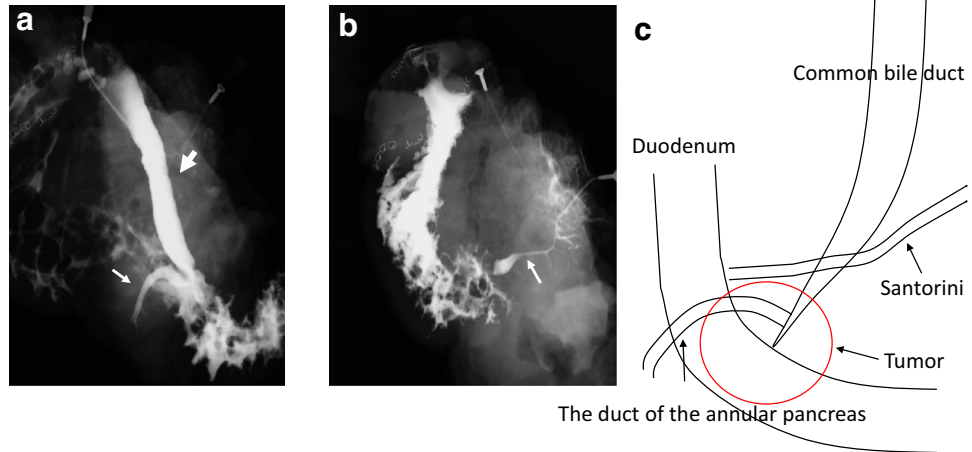 a
b
c
Common bile duct
Duodenum
Santorini
Tumor
The duct of the annular pancreas